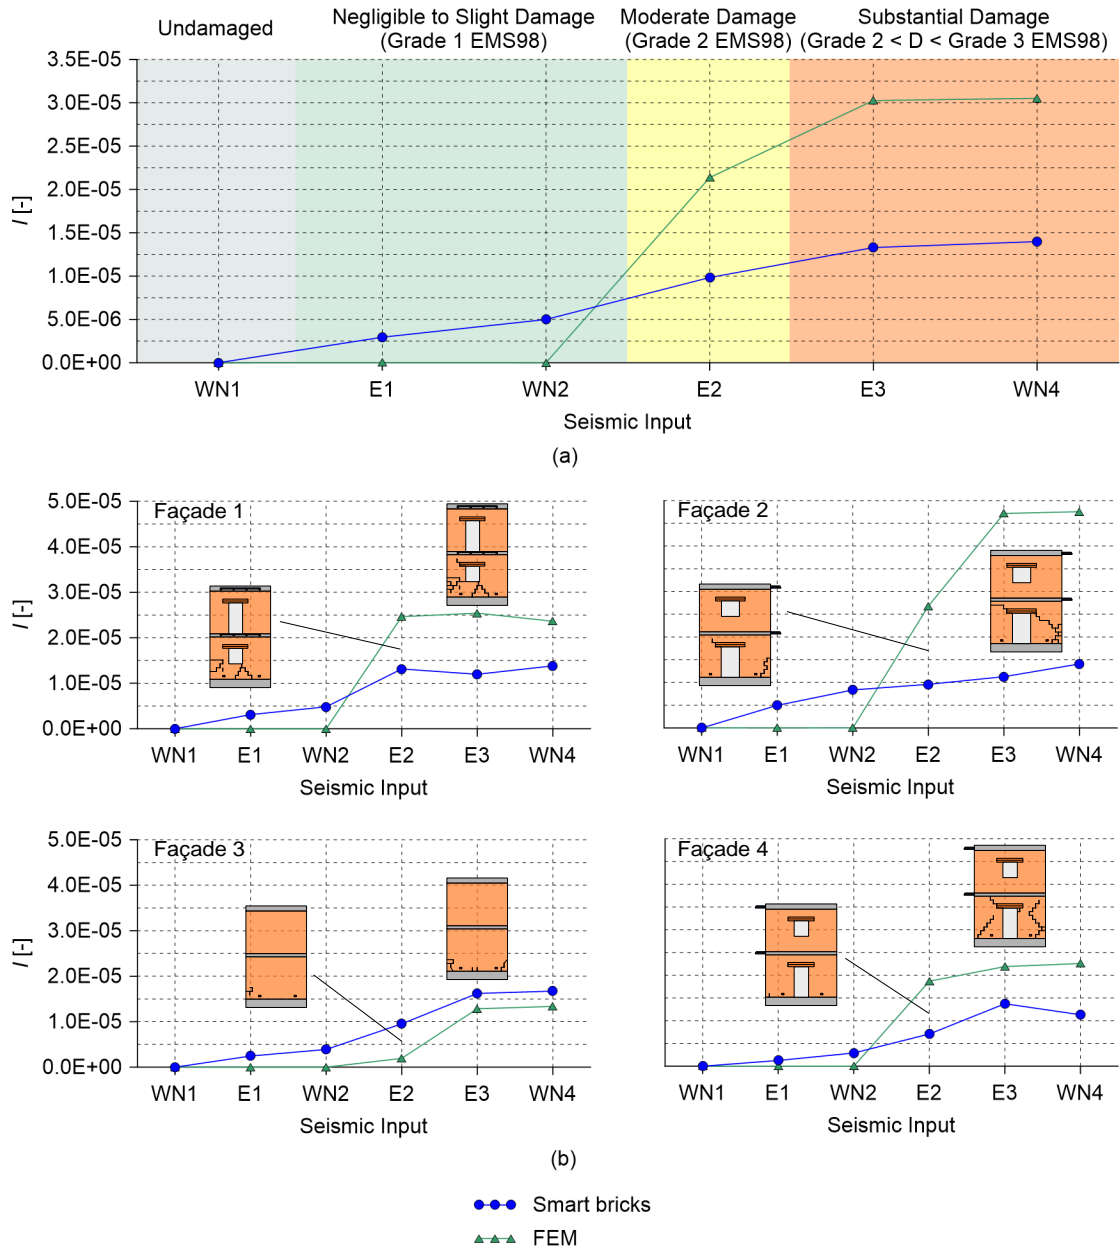 Undamaged
Negligible to Slight Damage
(Grade 1 EMS98)
Moderate Damage
(Grade 2 EMS98)
Substantial Damage
(Grade 2 < D < Grade 3 EMS98)
3.5E-05
3.0E-05
2.5E-05
2.0E-05
1.5E-05
1.0E-05
5.0E-06
0.0E+00
I [-]
WN1 E1 WN2 E2 E3 WN4
Seismic Input
(a)
Façade 1
5.0E-05
4.0E-05
3.0E-05
2.0E-05
1.0E-05
0.0E+00
I [-]
WN1 E1 WN2 E2 E3 WN4
Seismic Input
Façade 2
WN1 E1 WN2 E2 E3 WN4
Seismic Input
Façade 3
5.0E-05
4.0E-05
3.0E-05
2.0E-05
1.0E-05
0.0E+00
I [-]
WN1 E1 WN2 E2 E3 WN4
Seismic Input
Façade 4
WN1 E1 WN2 E2 E3 WN4
Seismic Input
(b)
Smart bricks
FEM